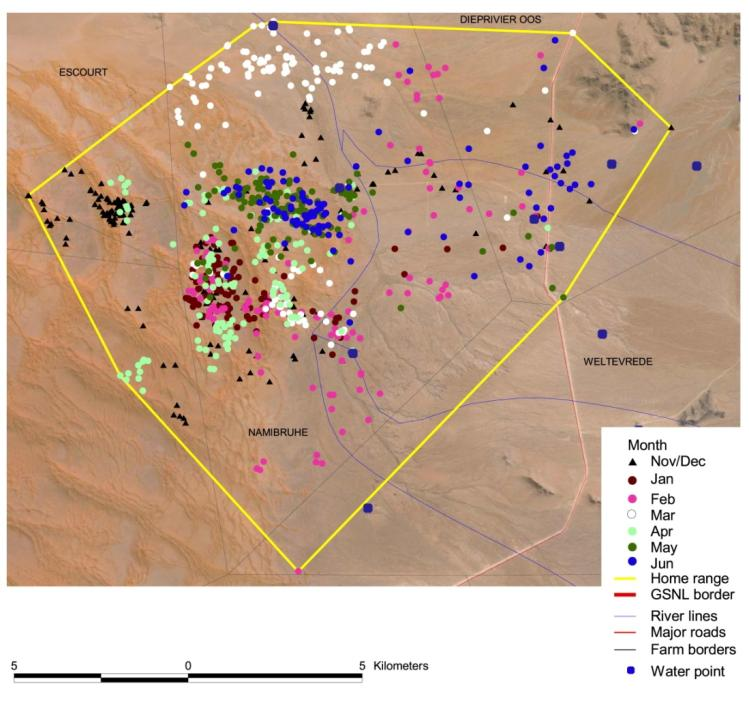 DIEPRIVIER OOS
ESCOURT
WELTEVREDE
NAMIBRUHE
Month
Nov/Dec
Jan
Feb
Mar
Apr
May
Jun
Home range
GSNL border
River lines
Major roads
Farm borders
Water point
5 0 5 Kilometers